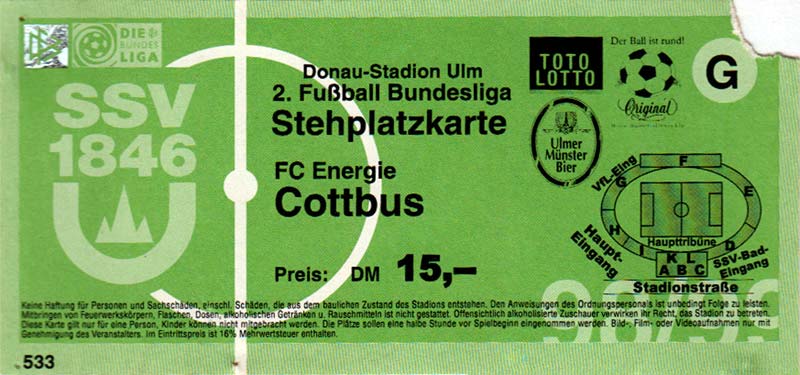 DFB
DIE
BUNDES
LIGA
SSV
1846
U
Donau-Stadion Ulm
2. Fußball Bundesliga
Stehplatzkarte
FC Energie
Cottbus
Preis: DM 15,–
TOTO
LOTTO
Der Ball ist rund!
Original
Ulmer
Münster
Bier
G
VfL-Eing
F
G
E
H
I
D
Haupttribüne
K L
A B C
Haupt-
Eingang
SSV-Bad-
Eingang
Stadionstraße
98/99
Keine Haftung für Personen und Sachschäden, einschl. Schäden, die aus dem baulichen Zustand des Stadions entstehen. Den Anweisungen des Ordnungspersonals ist unbedingt Folge zu leisten.
Mitbringen von Feuerwerkskörpern, Flaschen, Dosen, alkoholischen Getränken u. Rauschmitteln ist nicht gestattet. Offensichtlich alkoholisierte Zuschauer verwirken ihr Recht, das Stadion zu betreten.
Diese Karte gilt nur für eine Person, Kinder können nicht mitgebracht werden. Die Plätze sollen eine halbe Stunde vor Spielbeginn eingenommen werden. Bild-, Film- oder Videoaufnahmen nur mit
Genehmigung des Veranstalters. Im Eintrittspreis ist 16% Mehrwertsteuer enthalten.
533